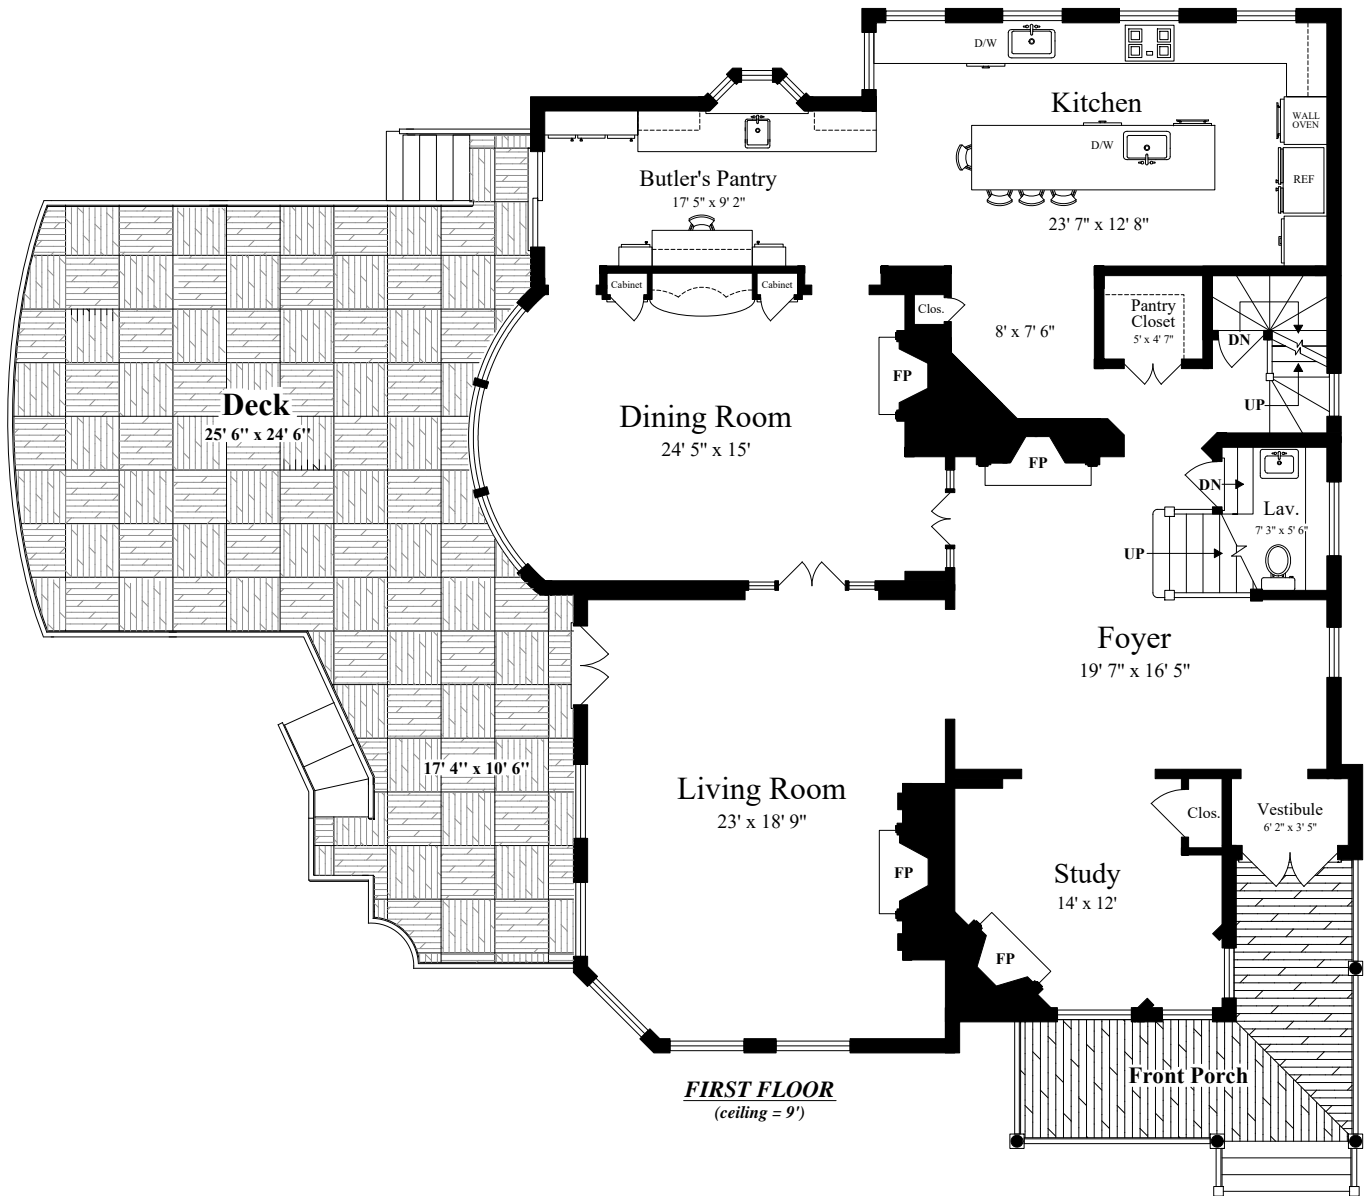 D/W
Kitchen
WALL
OVEN
D/W
REF
23' 7" x 12' 8"
Butler's Pantry
17' 5" x 9' 2"
Cabinet
Cabinet
Clos.
8' x 7' 6"
Pantry
Closet
5' x 4' 7"
DN
UP
FP
Deck
25' 6" x 24' 6"
Dining Room
24' 5" x 15'
FP
DN
Lav.
7' 3" x 5' 6"
UP
Foyer
19' 7" x 16' 5"
17' 4" x 10' 6"
Living Room
23' x 18' 9"
Clos.
Vestibule
6' 2" x 3' 5"
FP
Study
14' x 12'
FP
Front Porch
FIRST FLOOR
(ceiling = 9')